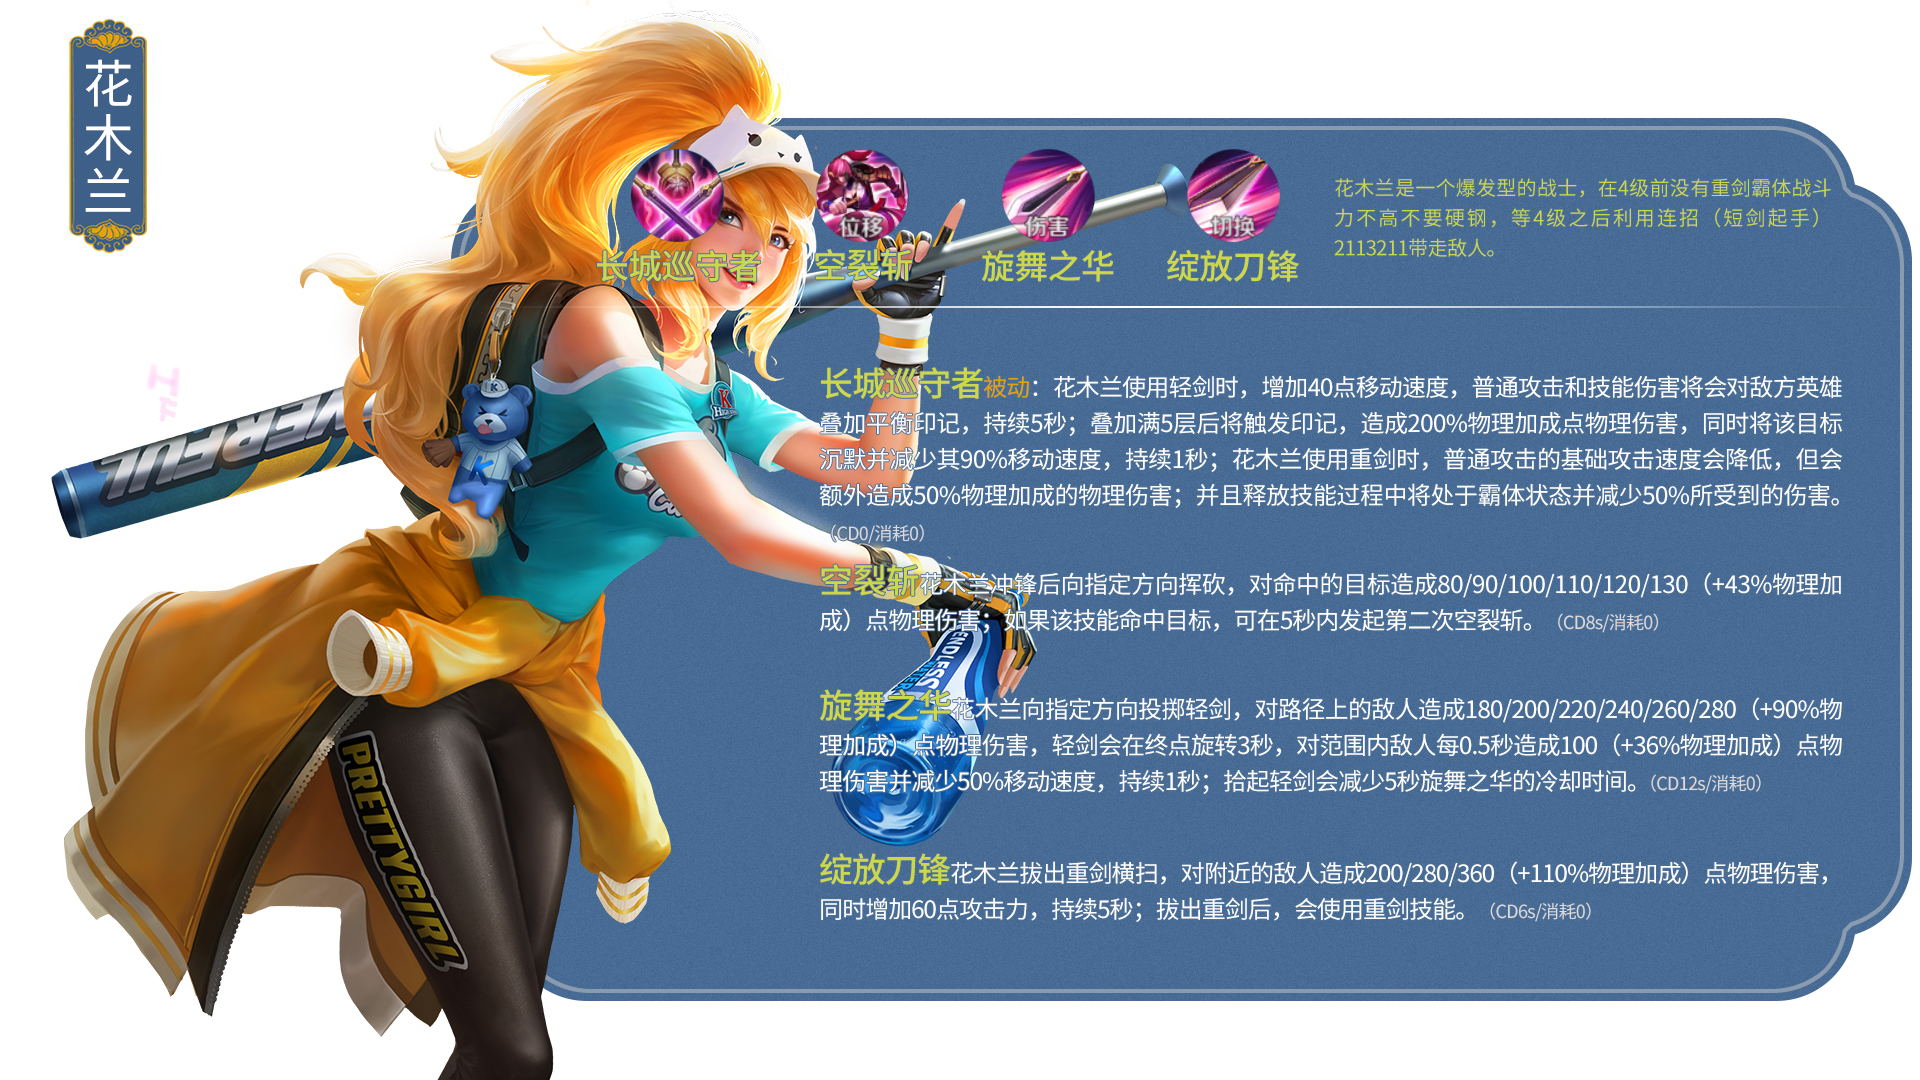 花木兰
位移
伤害
切换
长城巡守者
空裂斩
旋舞之华
绽放刀锋
花木兰是一个爆发型的战士，在4级前没有重剑霸体战斗
力不高不要硬钢，等4级之后利用连招（短剑起手）
2113211带走敌人。
长城巡守者被动：花木兰使用轻剑时，增加40点移动速度，普通攻击和技能伤害将会对敌方英雄
叠加平衡印记，持续5秒；叠加满5层后将触发印记，造成200%物理加成点物理伤害，同时将该目标
沉默并减少其90%移动速度，持续1秒；花木兰使用重剑时，普通攻击的基础攻击速度会降低，但会
额外造成50%物理加成的物理伤害；并且释放技能过程中将处于霸体状态并减少50%所受到的伤害。
（CD0/消耗0）
空裂斩花木兰冲锋后向指定方向挥砍，对命中的目标造成80/90/100/110/120/130（+43%物理加
成）点物理伤害；如果该技能命中目标，可在5秒内发起第二次空裂斩。（CD8s/消耗0）
旋舞之华花木兰向指定方向投掷轻剑，对路径上的敌人造成180/200/220/240/260/280（+90%物
理加成）点物理伤害，轻剑会在终点旋转3秒，对范围内敌人每0.5秒造成100（+36%物理加成）点物
理伤害并减少50%移动速度，持续1秒；拾起轻剑会减少5秒旋舞之华的冷却时间。（CD12s/消耗0）
绽放刀锋花木兰拔出重剑横扫，对附近的敌人造成200/280/360（+110%物理加成）点物理伤害，
同时增加60点攻击力，持续5秒；拔出重剑后，会使用重剑技能。（CD6s/消耗0）
VERFUL
K
K
K
ENDLESS
PRETTYGIRL